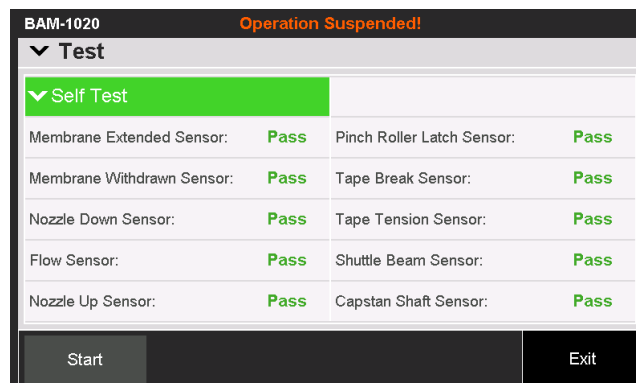 BAM-1020 Operation Suspended!
Test
Self Test
Membrane Extended Sensor: Pass Pinch Roller Latch Sensor: Pass
Membrane Withdrawn Sensor: Pass Tape Break Sensor: Pass
Nozzle Down Sensor: Pass Tape Tension Sensor: Pass
Flow Sensor: Pass Shuttle Beam Sensor: Pass
Nozzle Up Sensor: Pass Capstan Shaft Sensor: Pass
Start Exit